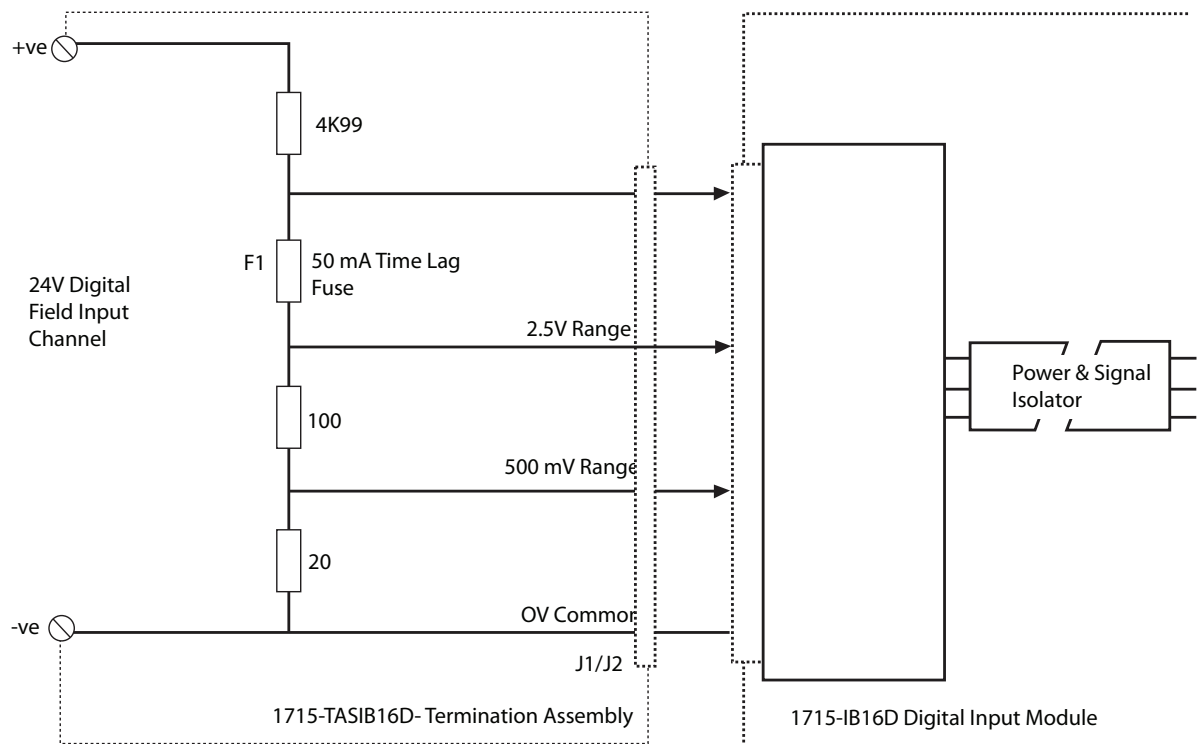 +ve
4K99
F1
50 mA Time Lag
Fuse
24V Digital
Field Input
Channel
2.5V Range
Power & Signal
Isolator
100
500 mV Range
20
-ve
OV Common
J1/J2
1715-TASIB16D- Termination Assembly
1715-IB16D Digital Input Module